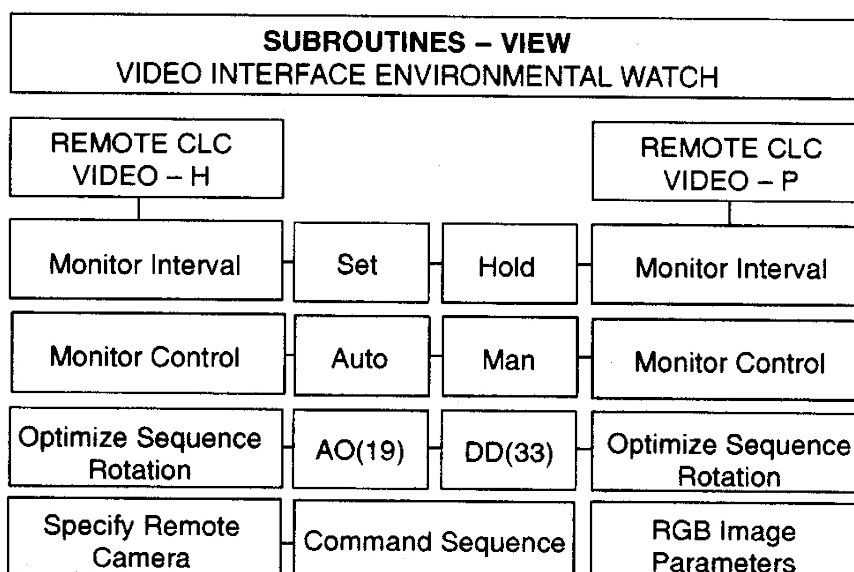 SUBROUTINES – VIEW
VIDEO INTERFACE ENVIRONMENTAL WATCH
REMOTE CLC
VIDEO – H
REMOTE CLC
VIDEO – P
Monitor Interval
Set
Hold
Monitor Interval
Monitor Control
Auto
Man
Monitor Control
Optimize Sequence
Rotation
AO(19)
DD(33)
Optimize Sequence
Rotation
Specify Remote
Camera
Command Sequence
RGB Image
Parameters